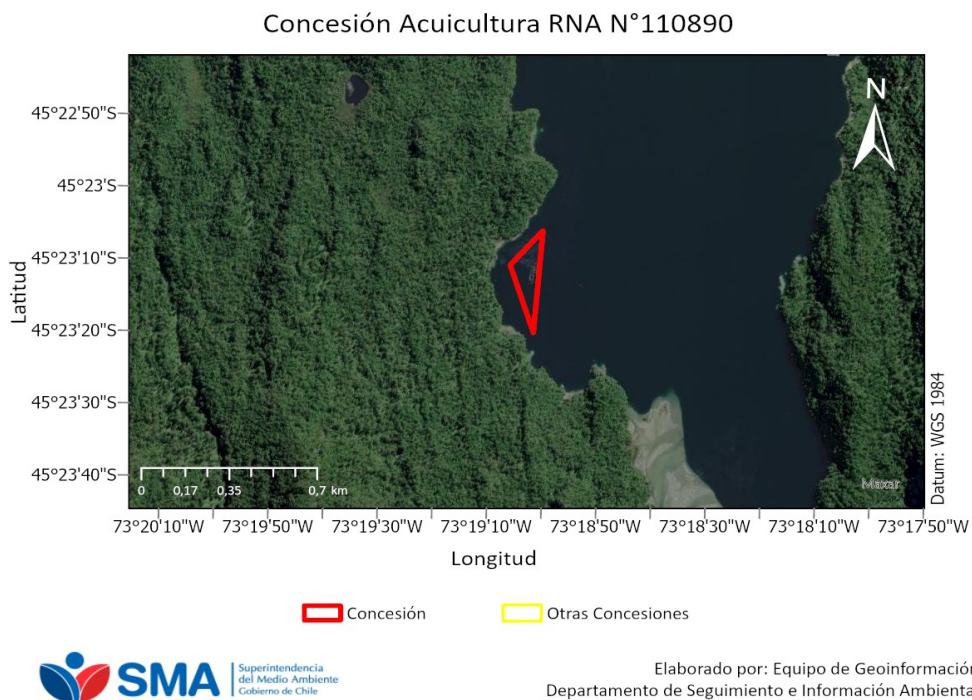 Concesión Acuicultura RNA N°110890
N
45°22'50"S
45°23'S
45°23'10"S
45°23'20"S
45°23'30"S
45°23'40"S
Latitud
0 0,17 0,35 0,7 km
Maxar
Datum: WGS 1984
73°20'10"W 73°19'50"W 73°19'30"W 73°19'10"W 73°18'50"W 73°18'30"W 73°18'10"W 73°17'50"W
Longitud
Concesión Otras Concesiones
SMA
Superintendencia
del Medio Ambiente
Gobierno de Chile
Elaborado por: Equipo de Geoinformación
Departamento de Seguimiento e Información Ambiental